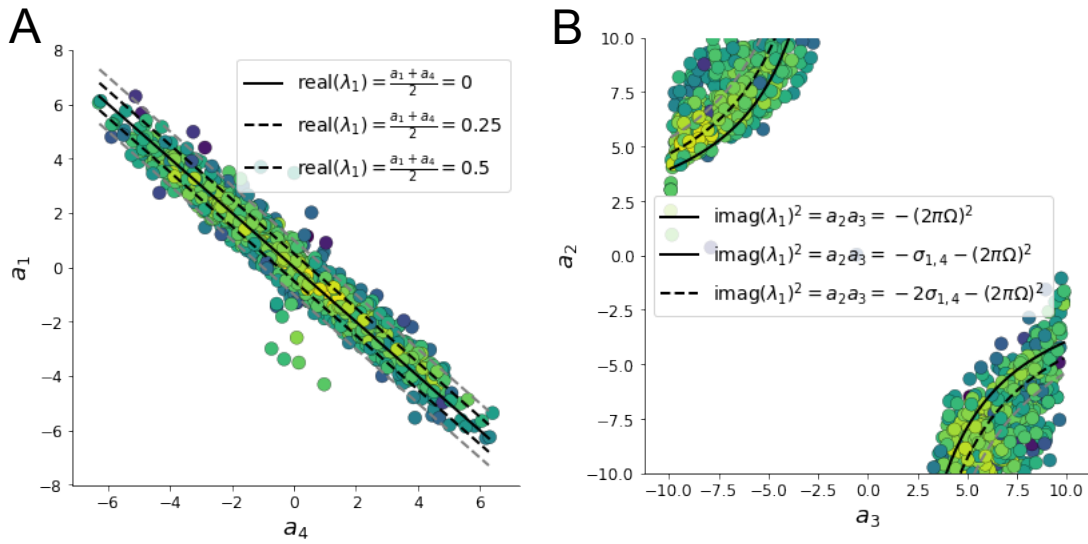 A
8
6
4
2
0
−2
−4
−6
−8
a₁
real(λ₁) = (a₁ + a₄)/2 = 0
real(λ₁) = (a₁ + a₄)/2 = 0.25
real(λ₁) = (a₁ + a₄)/2 = 0.5
−6 −4 −2 0 2 4 6
a₄
B
10.0
7.5
5.0
2.5
0.0
−2.5
−5.0
−7.5
−10.0
a₂
imag(λ₁)² = a₂a₃ = −(2πΩ)²
imag(λ₁)² = a₂a₃ = −σ₁,₄ − (2πΩ)²
imag(λ₁)² = a₂a₃ = −2σ₁,₄ − (2πΩ)²
−10.0 −7.5 −5.0 −2.5 0.0 2.5 5.0 7.5 10.0
a₃